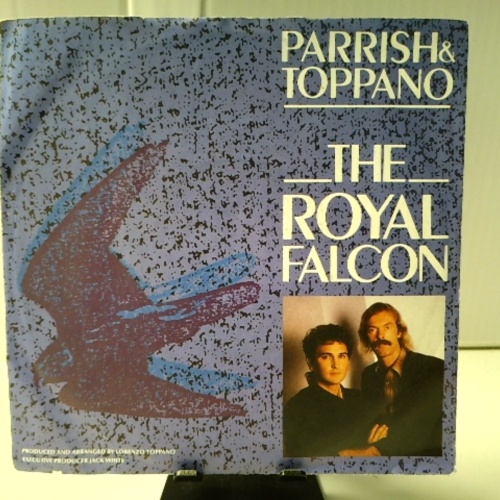 PARRISH&
TOPPANO
THE
ROYAL
FALCON
PRODUCED AND ARRANGED BY LORENZO TOPPANO
EXECUTIVE PRODUCER JACK WHITE